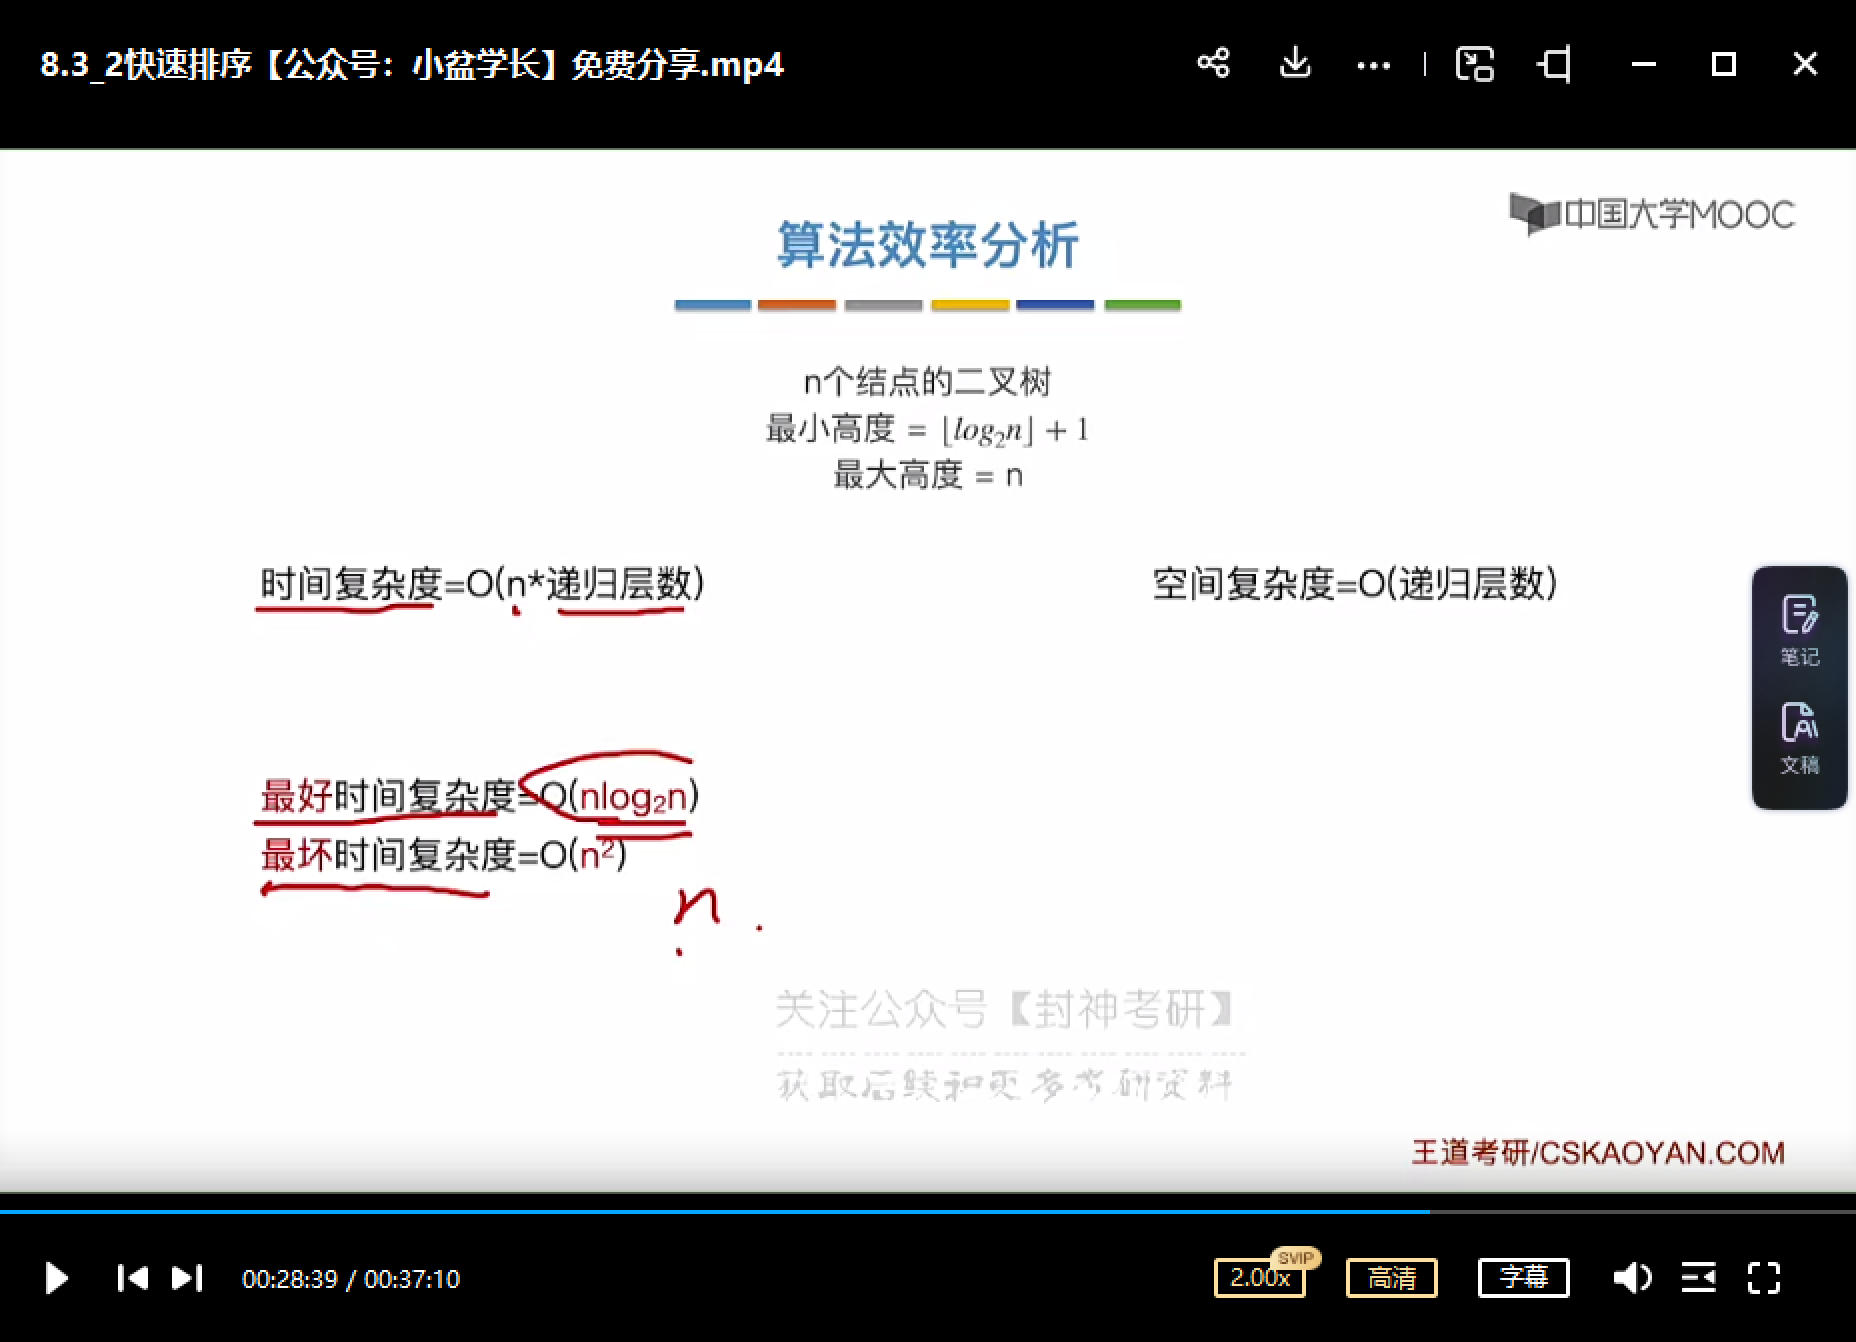 8.3_2快速排序【公众号：小盆学长】免费分享.mp4
中国大学MOOC
算法效率分析
n个结点的二叉树
最小高度 = ⌊log₂n⌋ + 1
最大高度 = n
时间复杂度=O(n*递归层数)
空间复杂度=O(递归层数)
笔记
文稿
最好时间复杂度=O(nlog₂n)
最坏时间复杂度=O(n²)
n
关注公众号【封神考研】
获取后续和更多考研资料
王道考研/CSKAOYAN.COM
00:28:39 / 00:37:10
SVIP
2.00x
高清
字幕